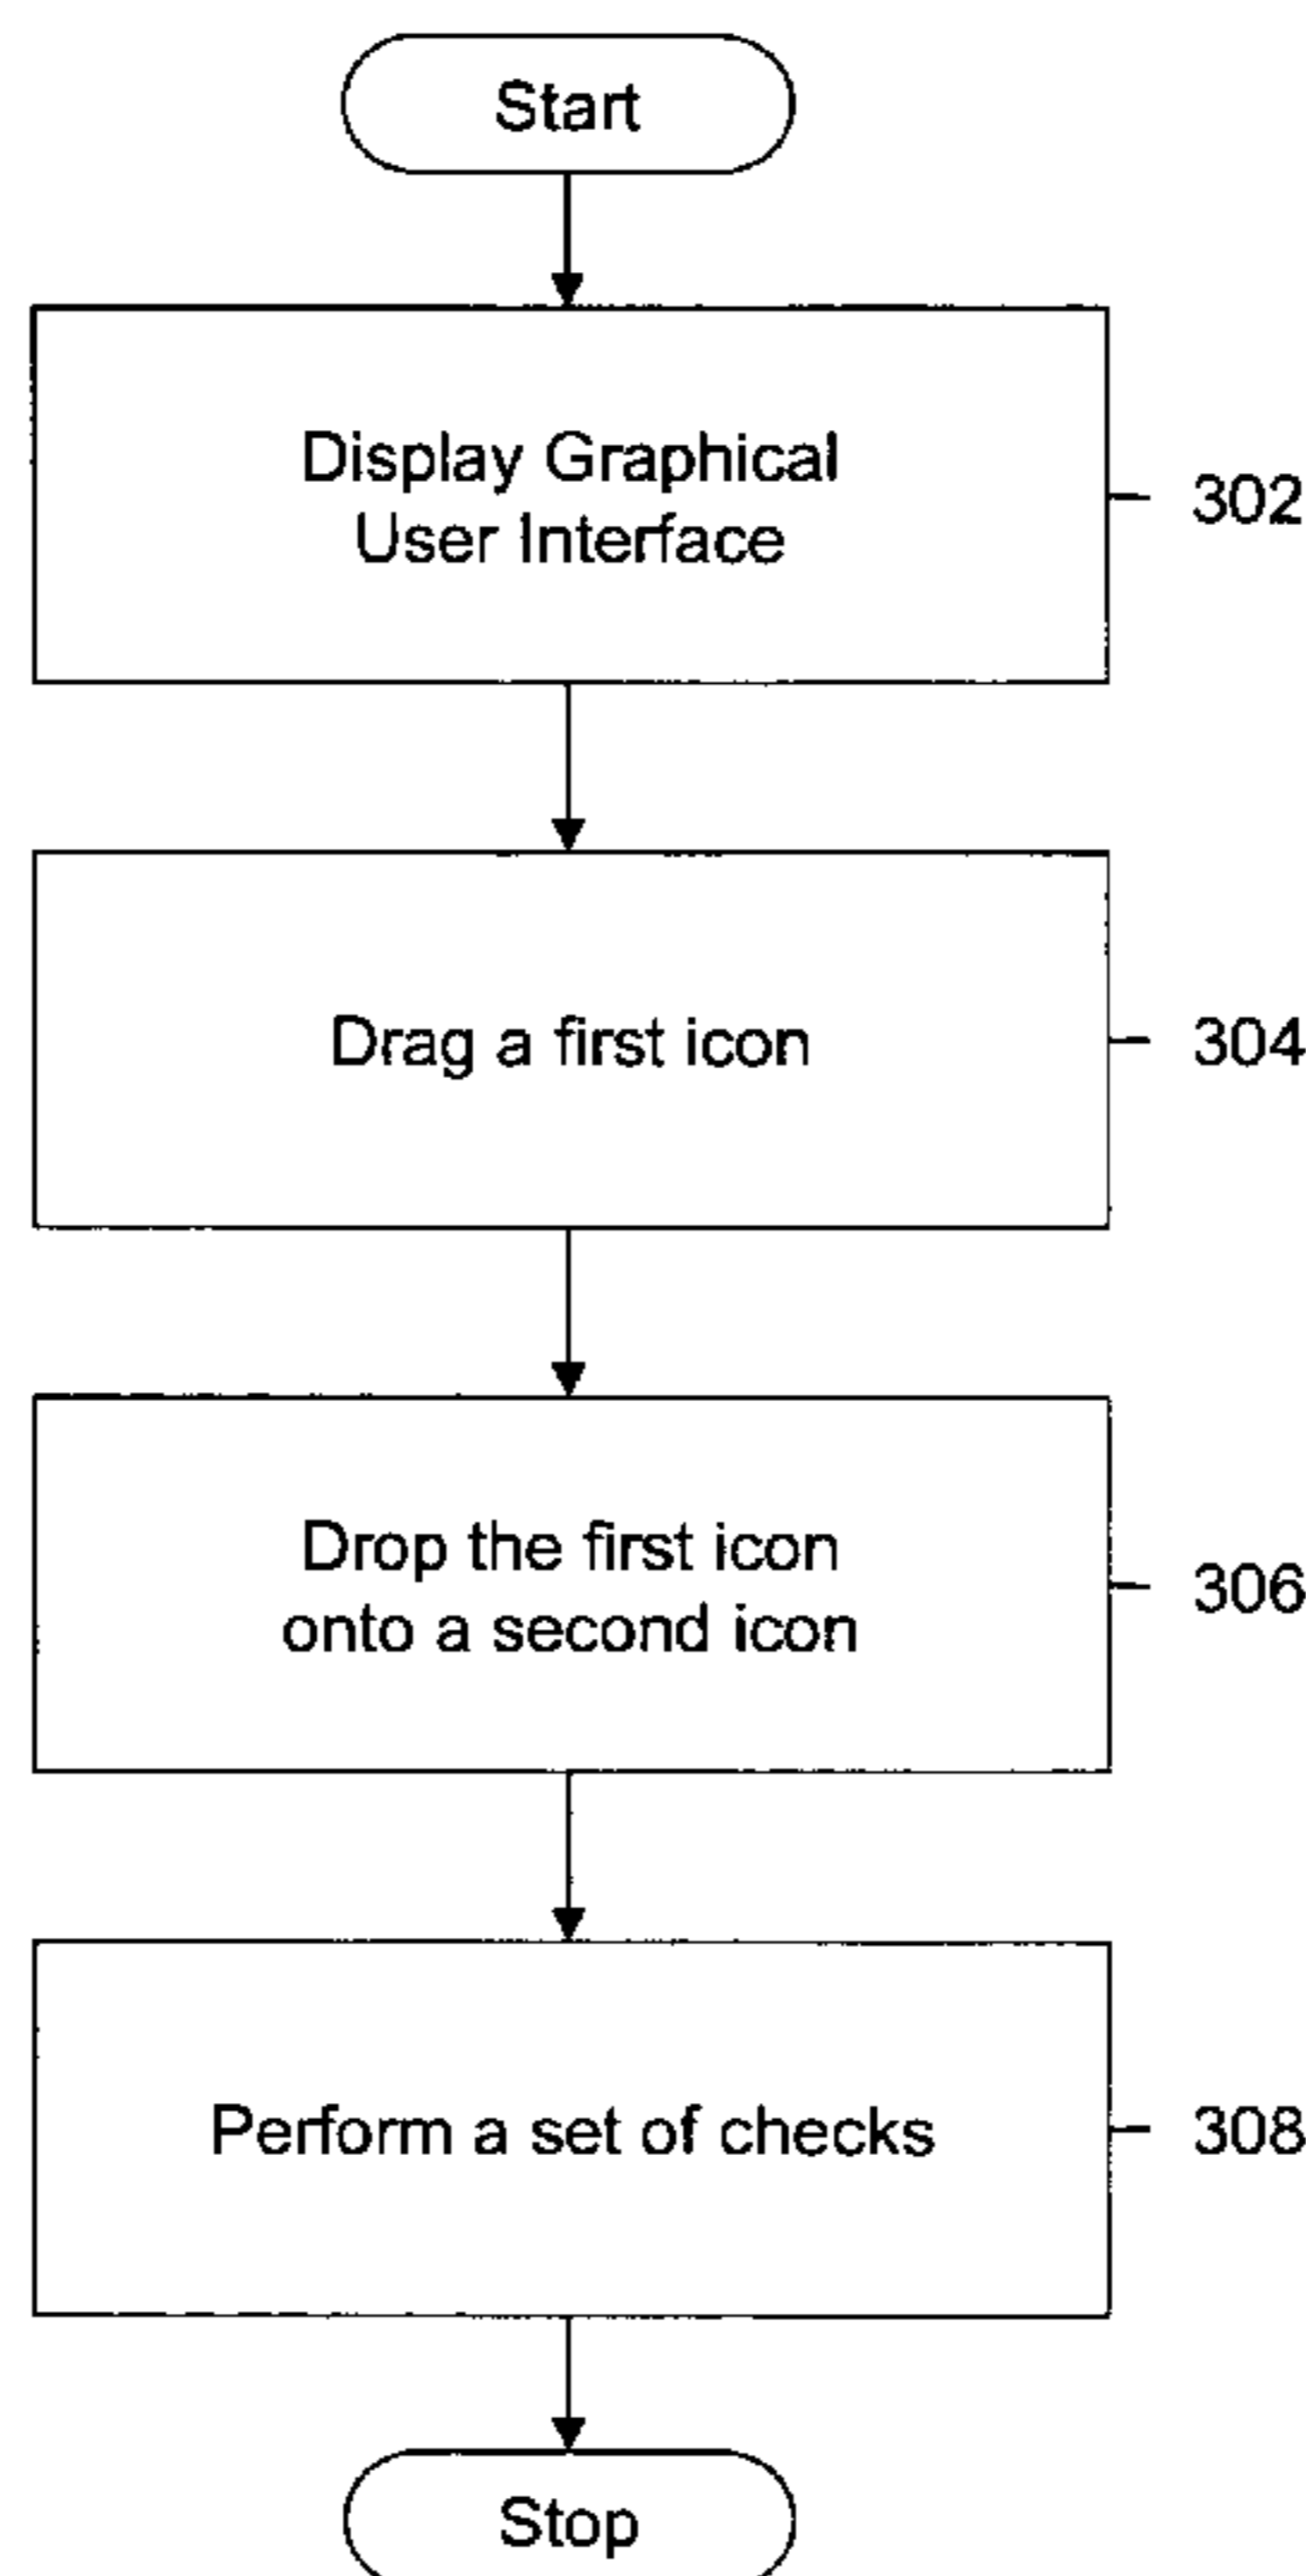 Start
Display Graphical
User Interface
302
Drag a first icon
304
Drop the first icon
onto a second icon
306
Perform a set of checks
308
Stop